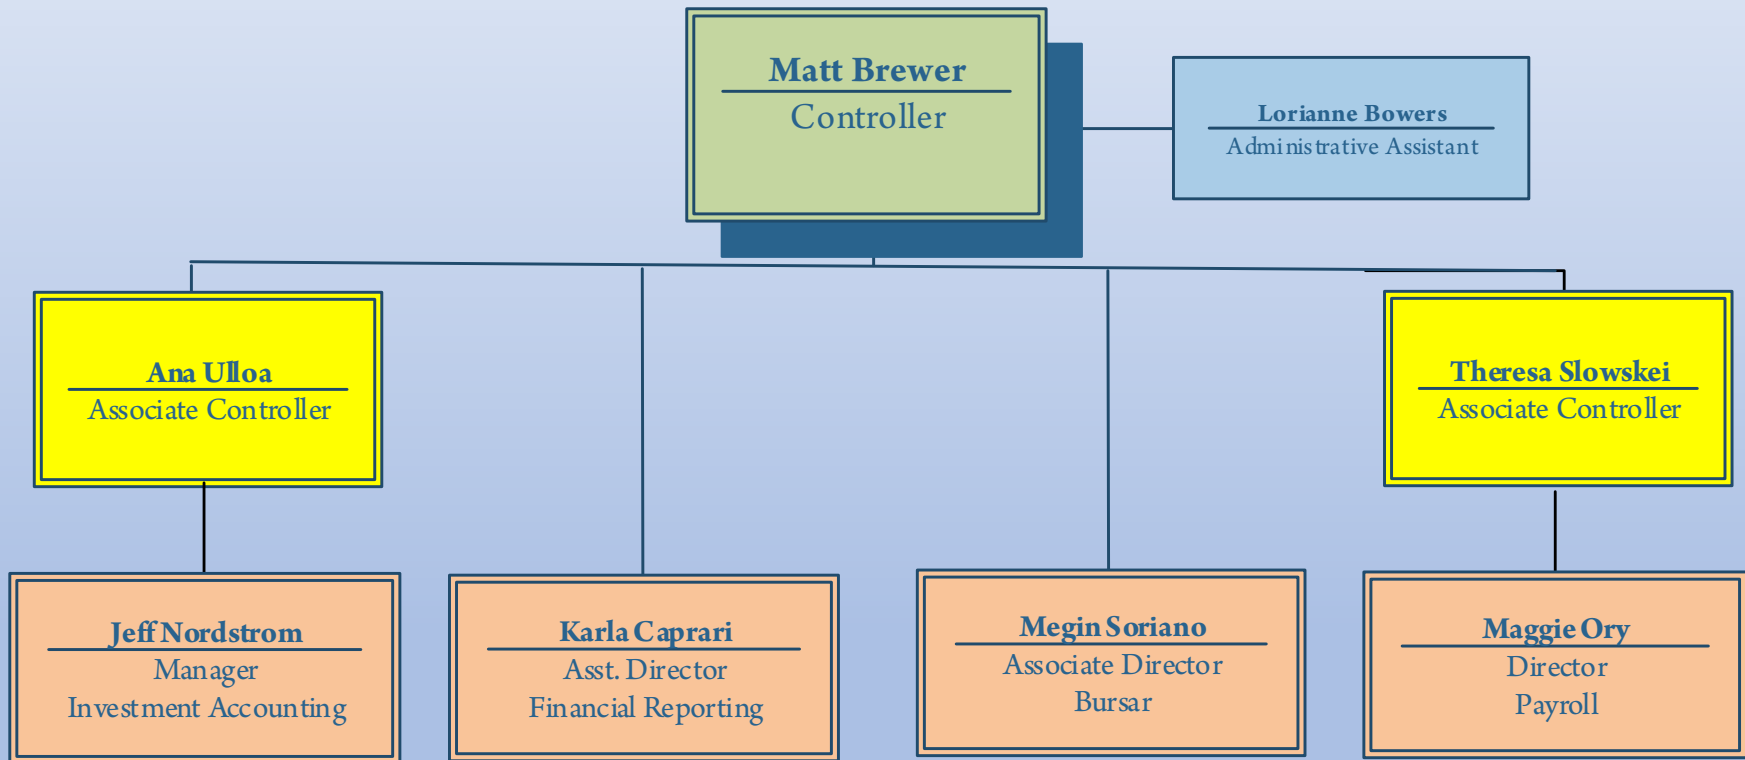 Matt Brewer
Controller
Lorianne Bowers
Administrative Assistant
Ana Ulloa
Associate Controller
Theresa Slowskei
Associate Controller
Jeff Nordstrom
Manager
Investment Accounting
Karla Caprari
Asst. Director
Financial Reporting
Megin Soriano
Associate Director
Bursar
Maggie Ory
Director
Payroll